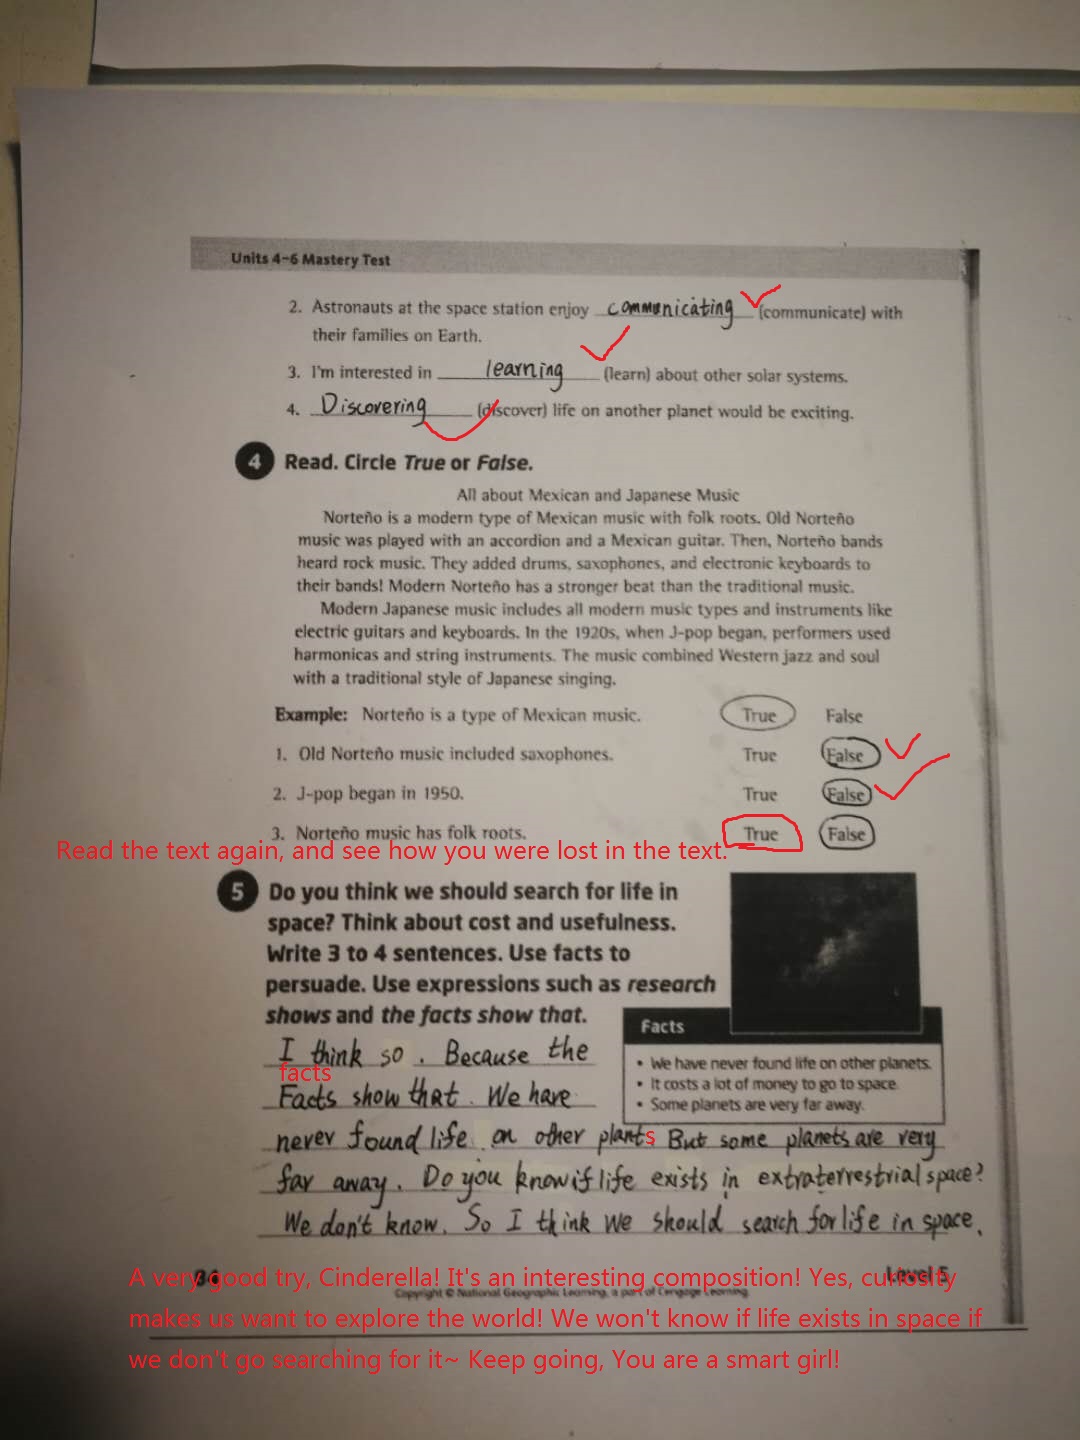 Units 4–6 Mastery Test
2. Astronauts at the space station enjoy communicating (communicate) with
their families on Earth.
3. I'm interested in learning (learn) about other solar systems.
4. Discovering (discover) life on another planet would be exciting.
4 Read. Circle True or False.
All about Mexican and Japanese Music
Norteño is a modern type of Mexican music with folk roots. Old Norteño
music was played with an accordion and a Mexican guitar. Then, Norteño bands
heard rock music. They added drums, saxophones, and electronic keyboards to
their bands! Modern Norteño has a stronger beat than the traditional music.
Modern Japanese music includes all modern music types and instruments like
electric guitars and keyboards. In the 1920s, when J-pop began, performers used
harmonicas and string instruments. The music combined Western jazz and soul
with a traditional style of Japanese singing.
Example: Norteño is a type of Mexican music. True False
1. Old Norteño music included saxophones. True False
2. J-pop began in 1950. True False
3. Norteño music has folk roots. True False
Read the text again, and see how you were lost in the text.
5 Do you think we should search for life in
space? Think about cost and usefulness.
Write 3 to 4 sentences. Use facts to
persuade. Use expressions such as research
shows and the facts show that.
Facts
• We have never found life on other planets.
• It costs a lot of money to go to space.
• Some planets are very far away.
I think so. Because the
facts
Facts show that. We have
never found life on other plants But some planets are very
far away. Do you know if life exists in extraterrestrial space?
We don't know. So I think we should search for life in space.
A very good try, Cinderella! It's an interesting composition! Yes, curiosity
makes us want to explore the world! We won't know if life exists in space if
we don't go searching for it~ Keep going, You are a smart girl!
Level 5
Copyright © National Geographic Learning, a part of Cengage Learning